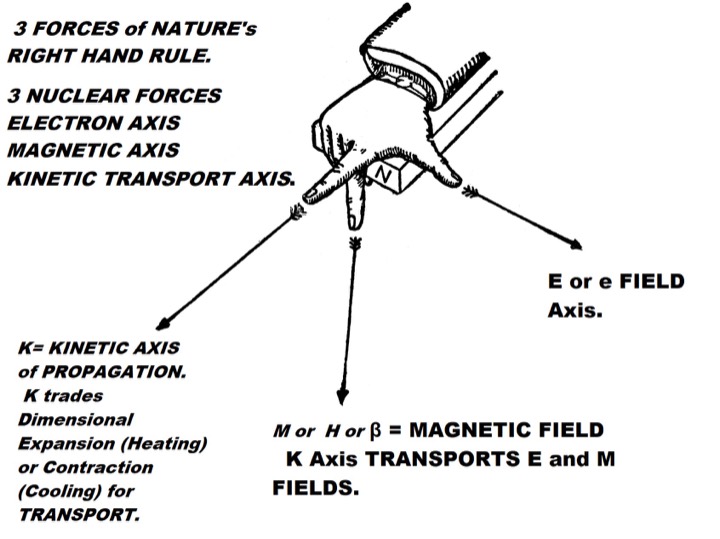 3 FORCES of NATURE's
RIGHT HAND RULE.
3 NUCLEAR FORCES
ELECTRON AXIS
MAGNETIC AXIS
KINETIC TRANSPORT AXIS.
N
E or e FIELD
Axis.
K= KINETIC AXIS
of PROPAGATION.
K trades
Dimensional
Expansion (Heating)
or Contraction
(Cooling) for
TRANSPORT.
M or H or β = MAGNETIC FIELD
K Axis TRANSPORTS E and M
FIELDS.